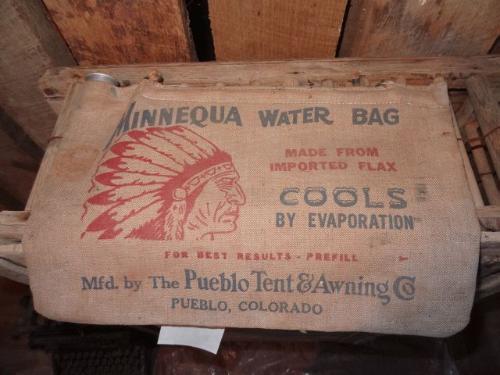 MINNEQUA WATER BAG
MADE FROM
IMPORTED FLAX
COOLS
BY EVAPORATION
FOR BEST RESULTS - PREFILL
Mfd. by The Pueblo Tent & Awning Co
PUEBLO, COLORADO